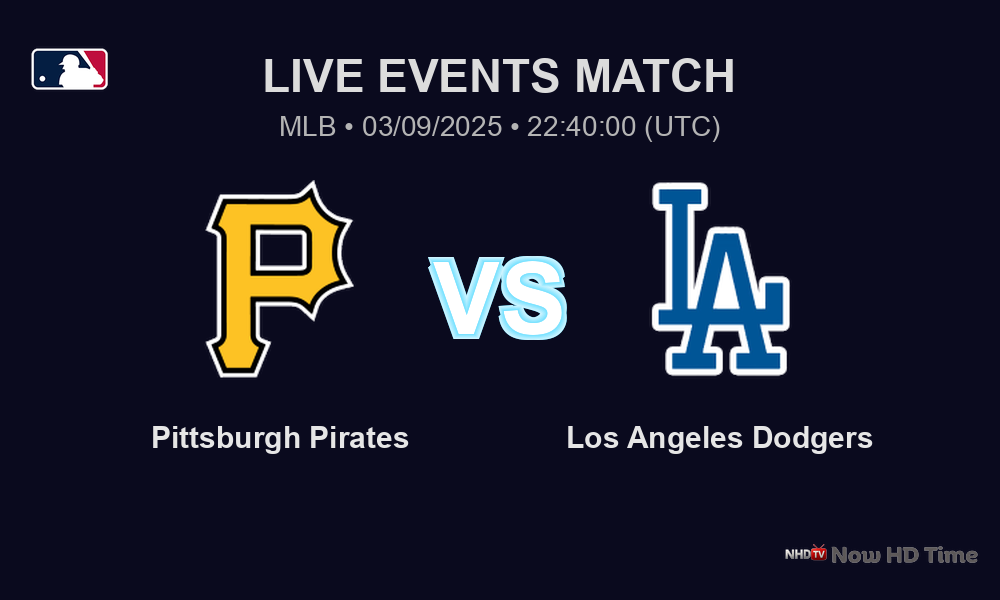 LIVE EVENTS MATCH
MLB • 03/09/2025 • 22:40:00 (UTC)
P
VS
LA
Pittsburgh Pirates
Los Angeles Dodgers
NHDTV Now HD Time